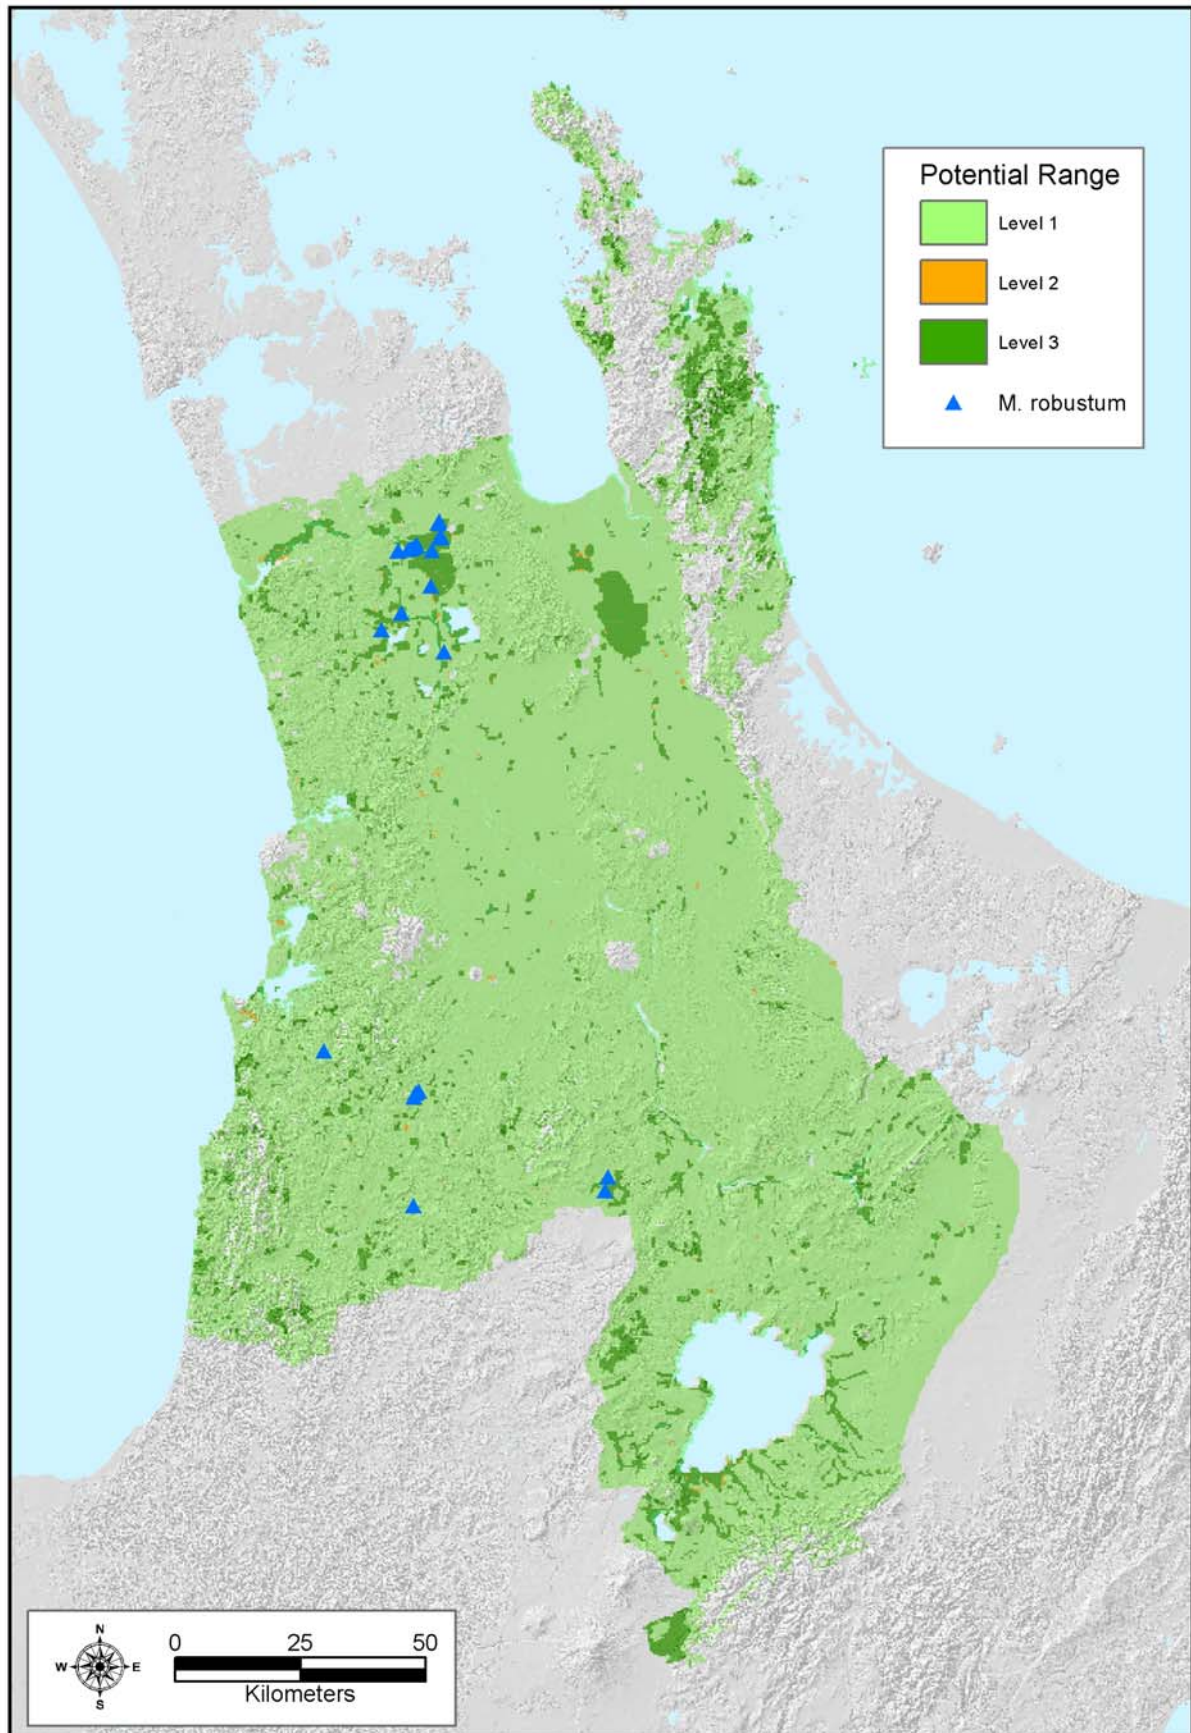 Potential Range
Level 1
Level 2
Level 3
M. robustum
N
W E
S
0 25 50
Kilometers